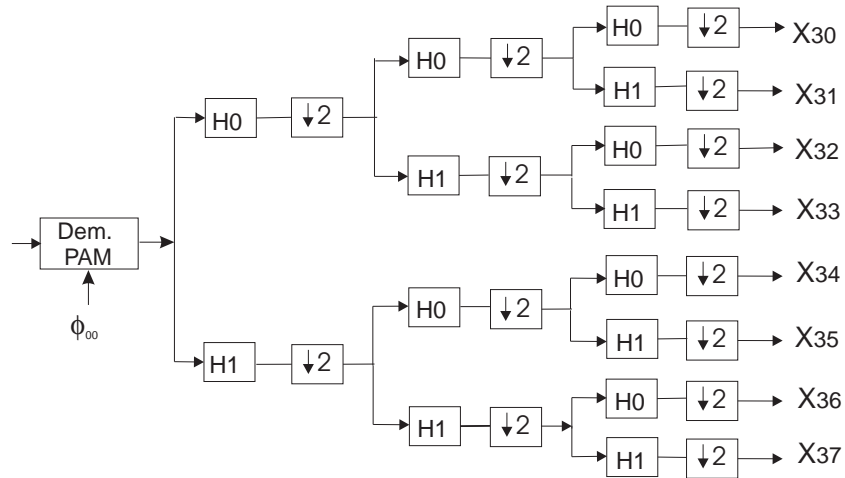 H0 ↓2 X30
H0 ↓2
H1 ↓2 X31
H0 ↓2
H0 ↓2 X32
H1 ↓2
H1 ↓2 X33
Dem.
PAM
ϕ00
H0 ↓2 X34
H0 ↓2
H1 ↓2 X35
H1 ↓2
H0 ↓2 X36
H1 ↓2
H1 ↓2 X37